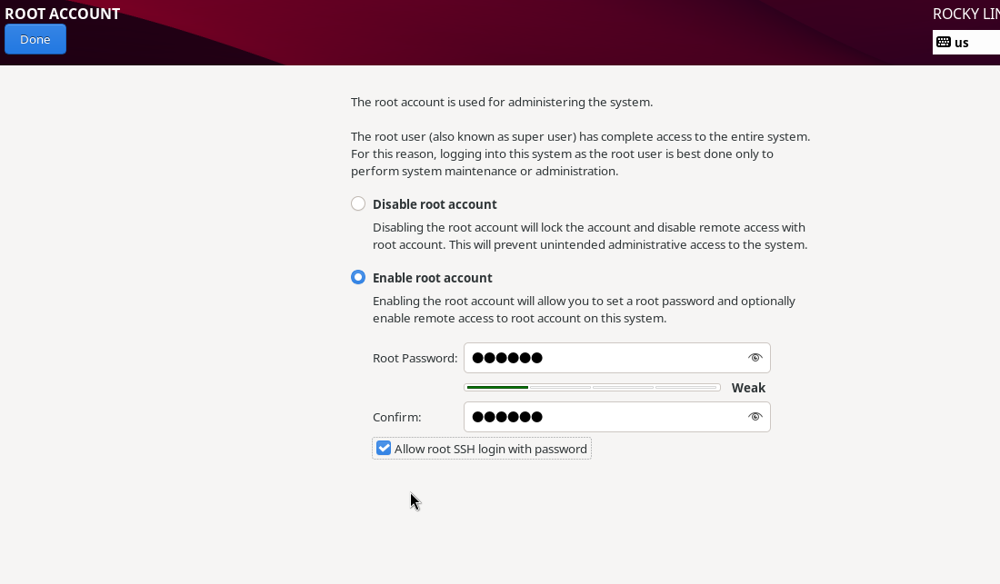 ROOT ACCOUNT
ROCKY LIN
Done
us
The root account is used for administering the system.
The root user (also known as super user) has complete access to the entire system.
For this reason, logging into this system as the root user is best done only to
perform system maintenance or administration.
Disable root account
Disabling the root account will lock the account and disable remote access with
root account. This will prevent unintended administrative access to the system.
Enable root account
Enabling the root account will allow you to set a root password and optionally
enable remote access to root account on this system.
Root Password: ●●●●●●
Weak
Confirm: ●●●●●●
Allow root SSH login with password